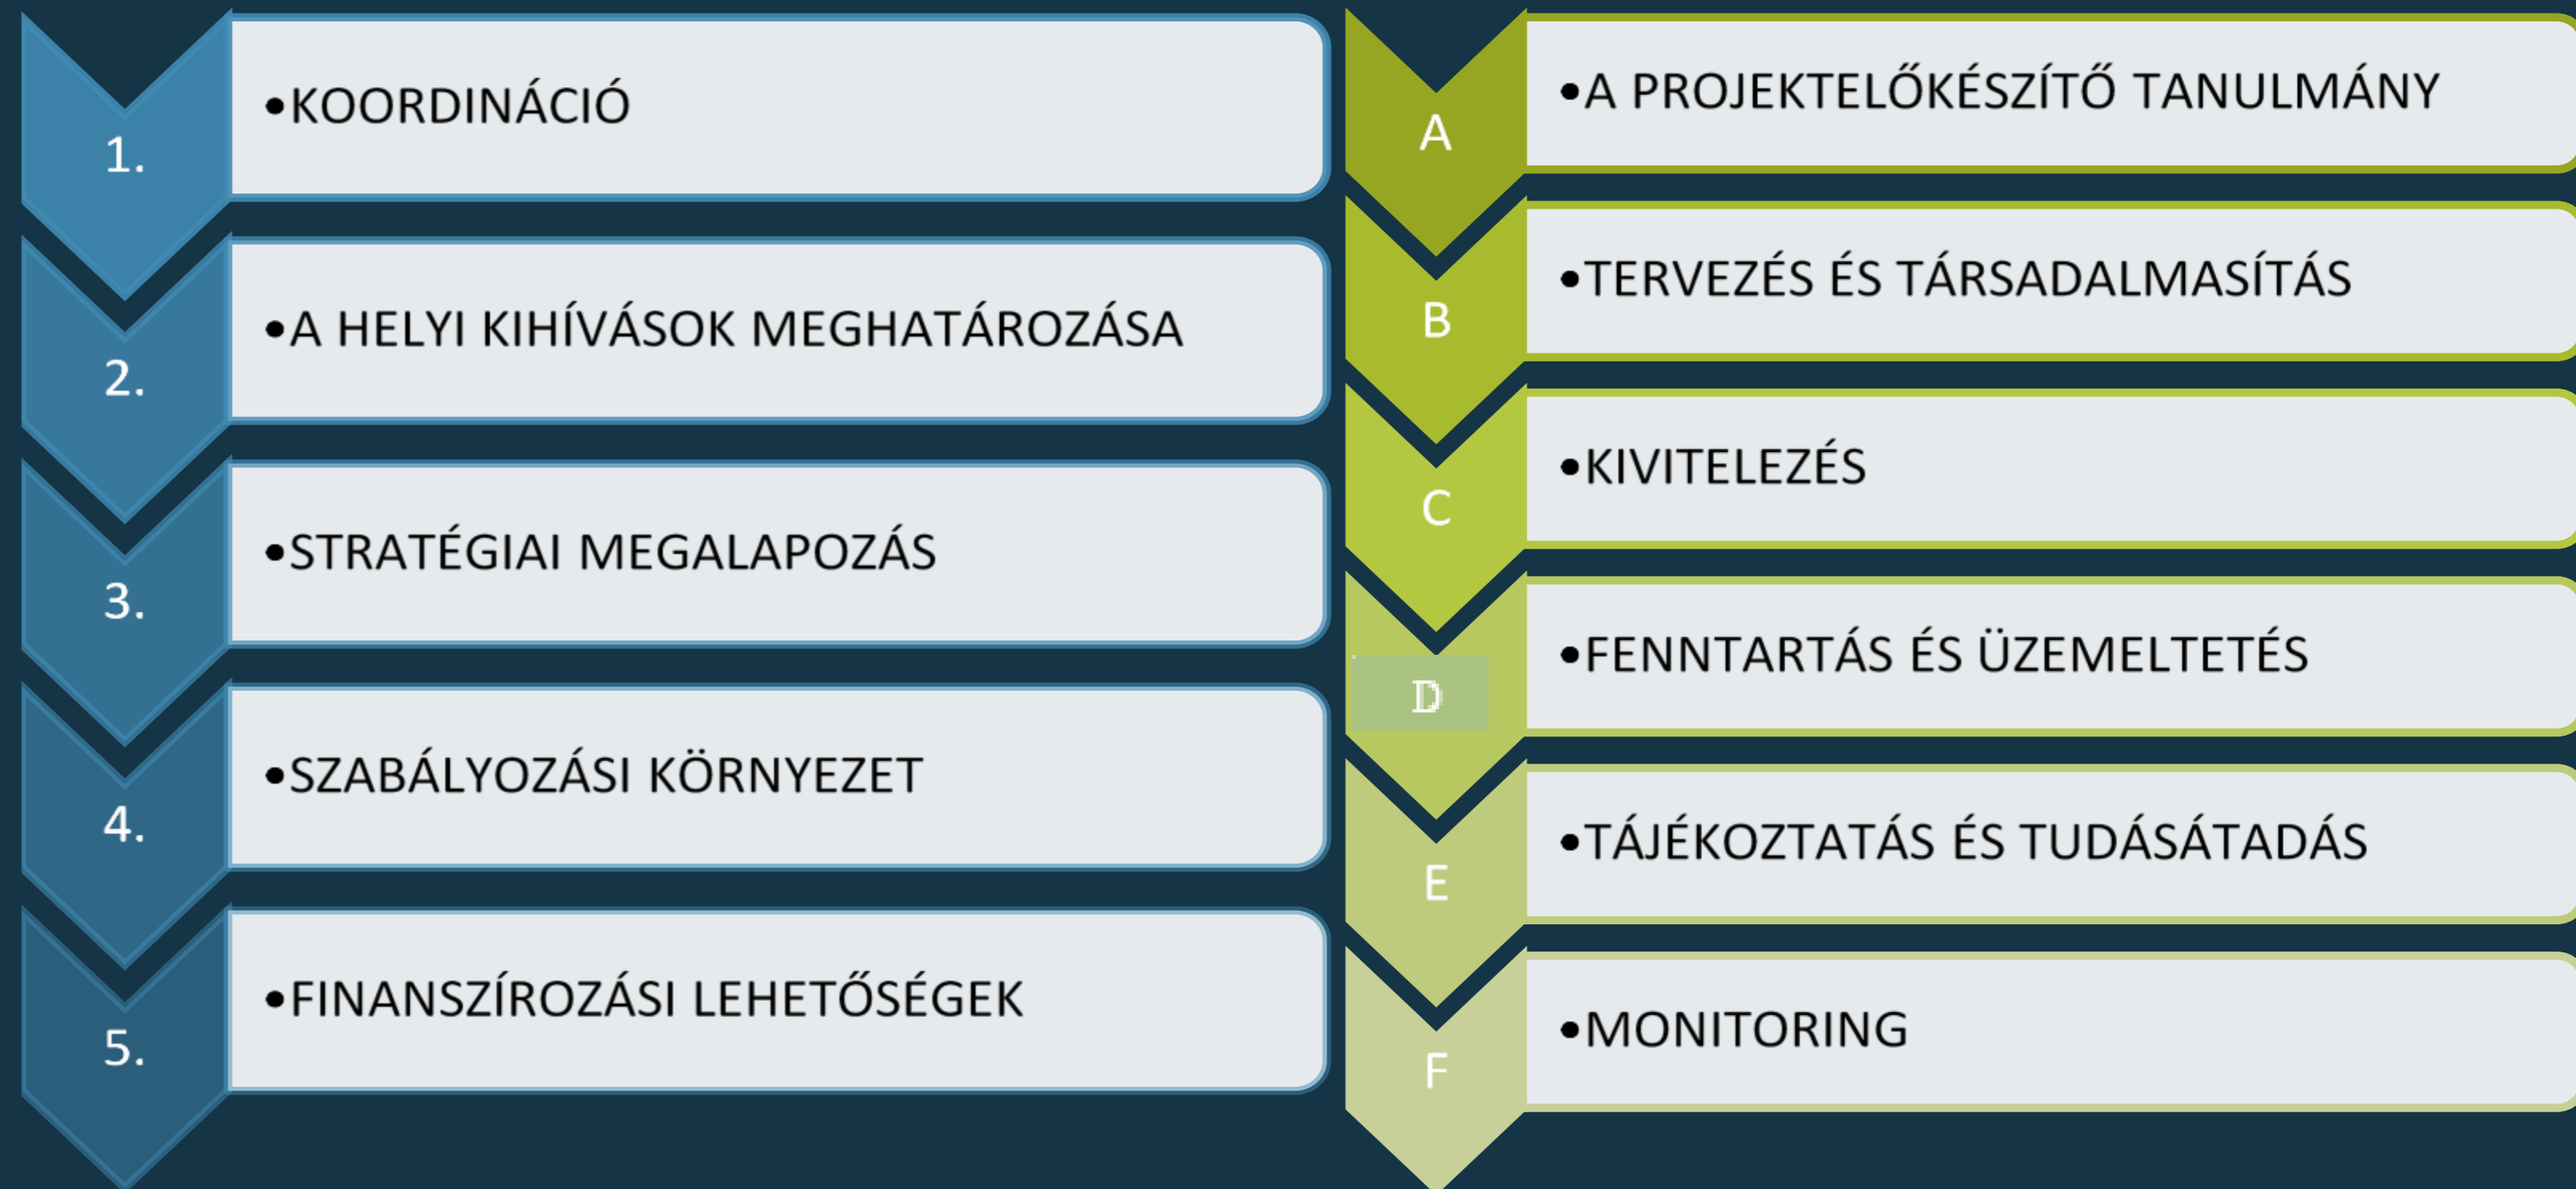 1.
•KOORDINÁCIÓ
2.
•A HELYI KIHÍVÁSOK MEGHATÁROZÁSA
3.
•STRATÉGIAI MEGALAPOZÁS
4.
•SZABÁLYOZÁSI KÖRNYEZET
5.
•FINANSZÍROZÁSI LEHETŐSÉGEK
A
•A PROJEKTELŐKÉSZÍTŐ TANULMÁNY
B
•TERVEZÉS ÉS TÁRSADALMASÍTÁS
C
•KIVITELEZÉS
D
•FENNTARTÁS ÉS ÜZEMELTETÉS
E
•TÁJÉKOZTATÁS ÉS TUDÁSÁTADÁS
F
•MONITORING